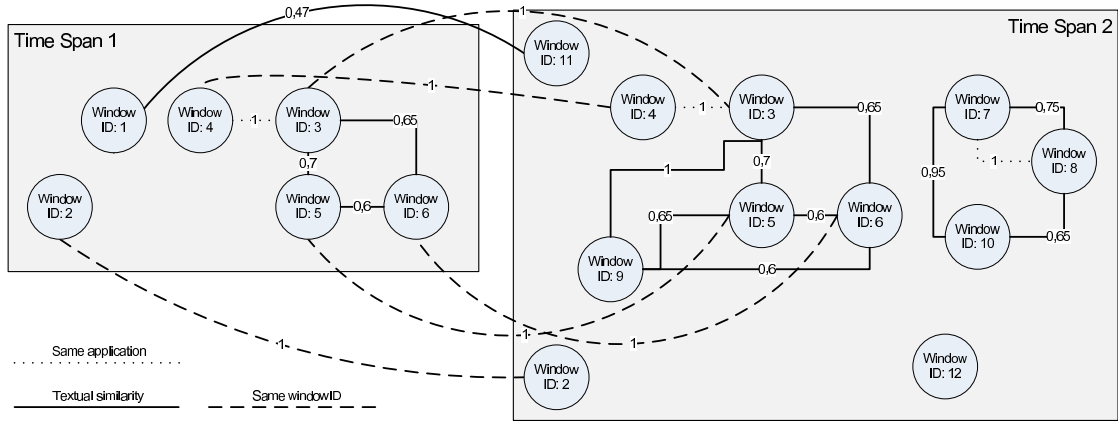 0,47
1
Time Span 1
Time Span 2
Window
ID: 11
1
Window
ID: 1
Window
ID: 4
1
Window
ID: 3
0,65
0,7
Window
ID: 2
Window
ID: 5
0,6
Window
ID: 6
Window
ID: 4
1
Window
ID: 3
0,65
1
0,7
0,65
Window
ID: 5
0,6
Window
ID: 6
Window
ID: 9
0,6
Window
ID: 7
0,75
1
Window
ID: 8
0,95
Window
ID: 10
0,65
1
1
1
Window
ID: 2
Window
ID: 12
Same application
Textual similarity
Same windowID